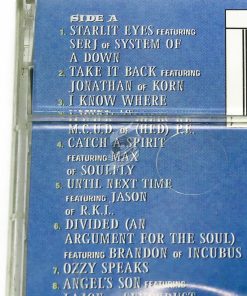 SIDE A
1. STARLIT EYES FEATURING
SERJ OF SYSTEM OF
A DOWN
2. TAKE IT BACK FEATURING
JONATHAN OF KORN
3. I KNOW WHERE
M.C.U.D. OF (HED) P.E.
4. CATCH A SPIRIT
FEATURING MAX
OF SOULFLY
5. UNTIL NEXT TIME
FEATURING JASON
OF R.K.L.
6. DIVIDED (AN
ARGUMENT FOR THE SOUL)
FEATURING BRANDON OF INCUBUS
7. OZZY SPEAKS
8. ANGEL'S SON FEATURING